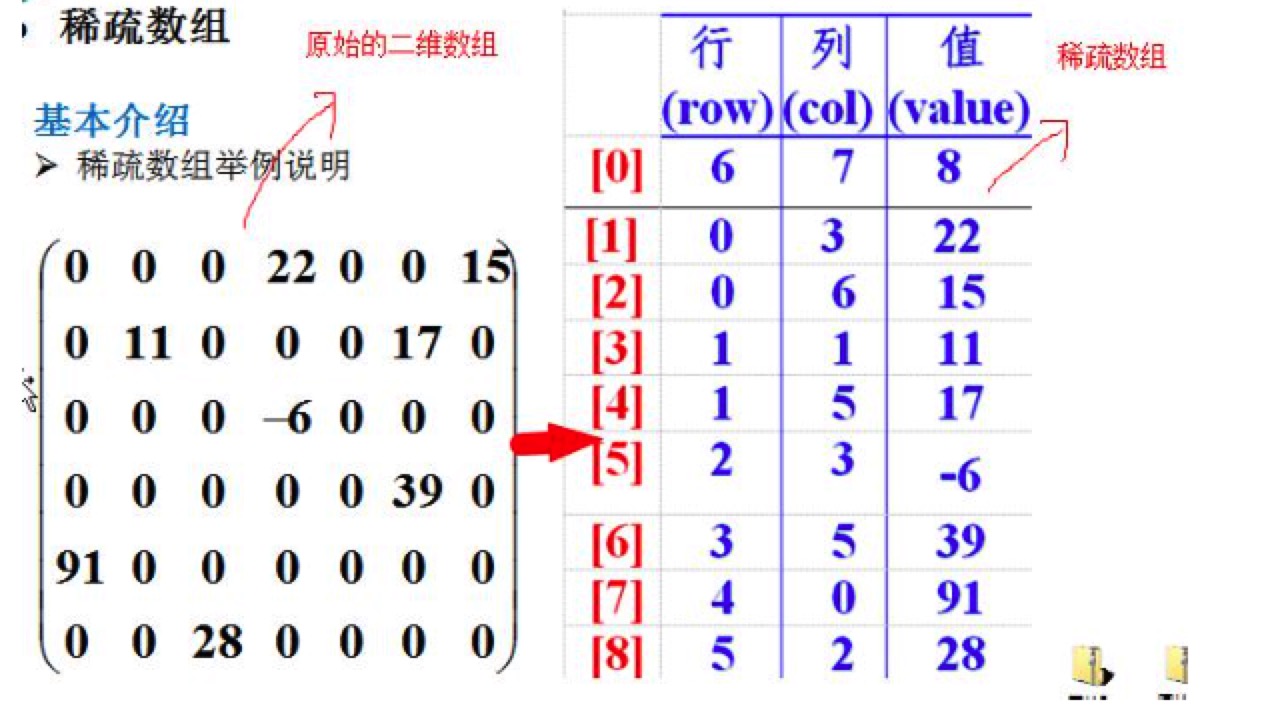 稀疏数组
原始的二维数组
基本介绍
➢ 稀疏数组举例说明
0 0 0 22 0 0 15
0 11 0 0 0 17 0
0 0 0 –6 0 0 0
0 0 0 0 0 39 0
91 0 0 0 0 0 0
0 0 28 0 0 0 0
行 列 值
(row) (col) (value)
[0] 6 7 8
[1] 0 3 22
[2] 0 6 15
[3] 1 1 11
[4] 1 5 17
[5] 2 3 -6
[6] 3 5 39
[7] 4 0 91
[8] 5 2 28
稀疏数组